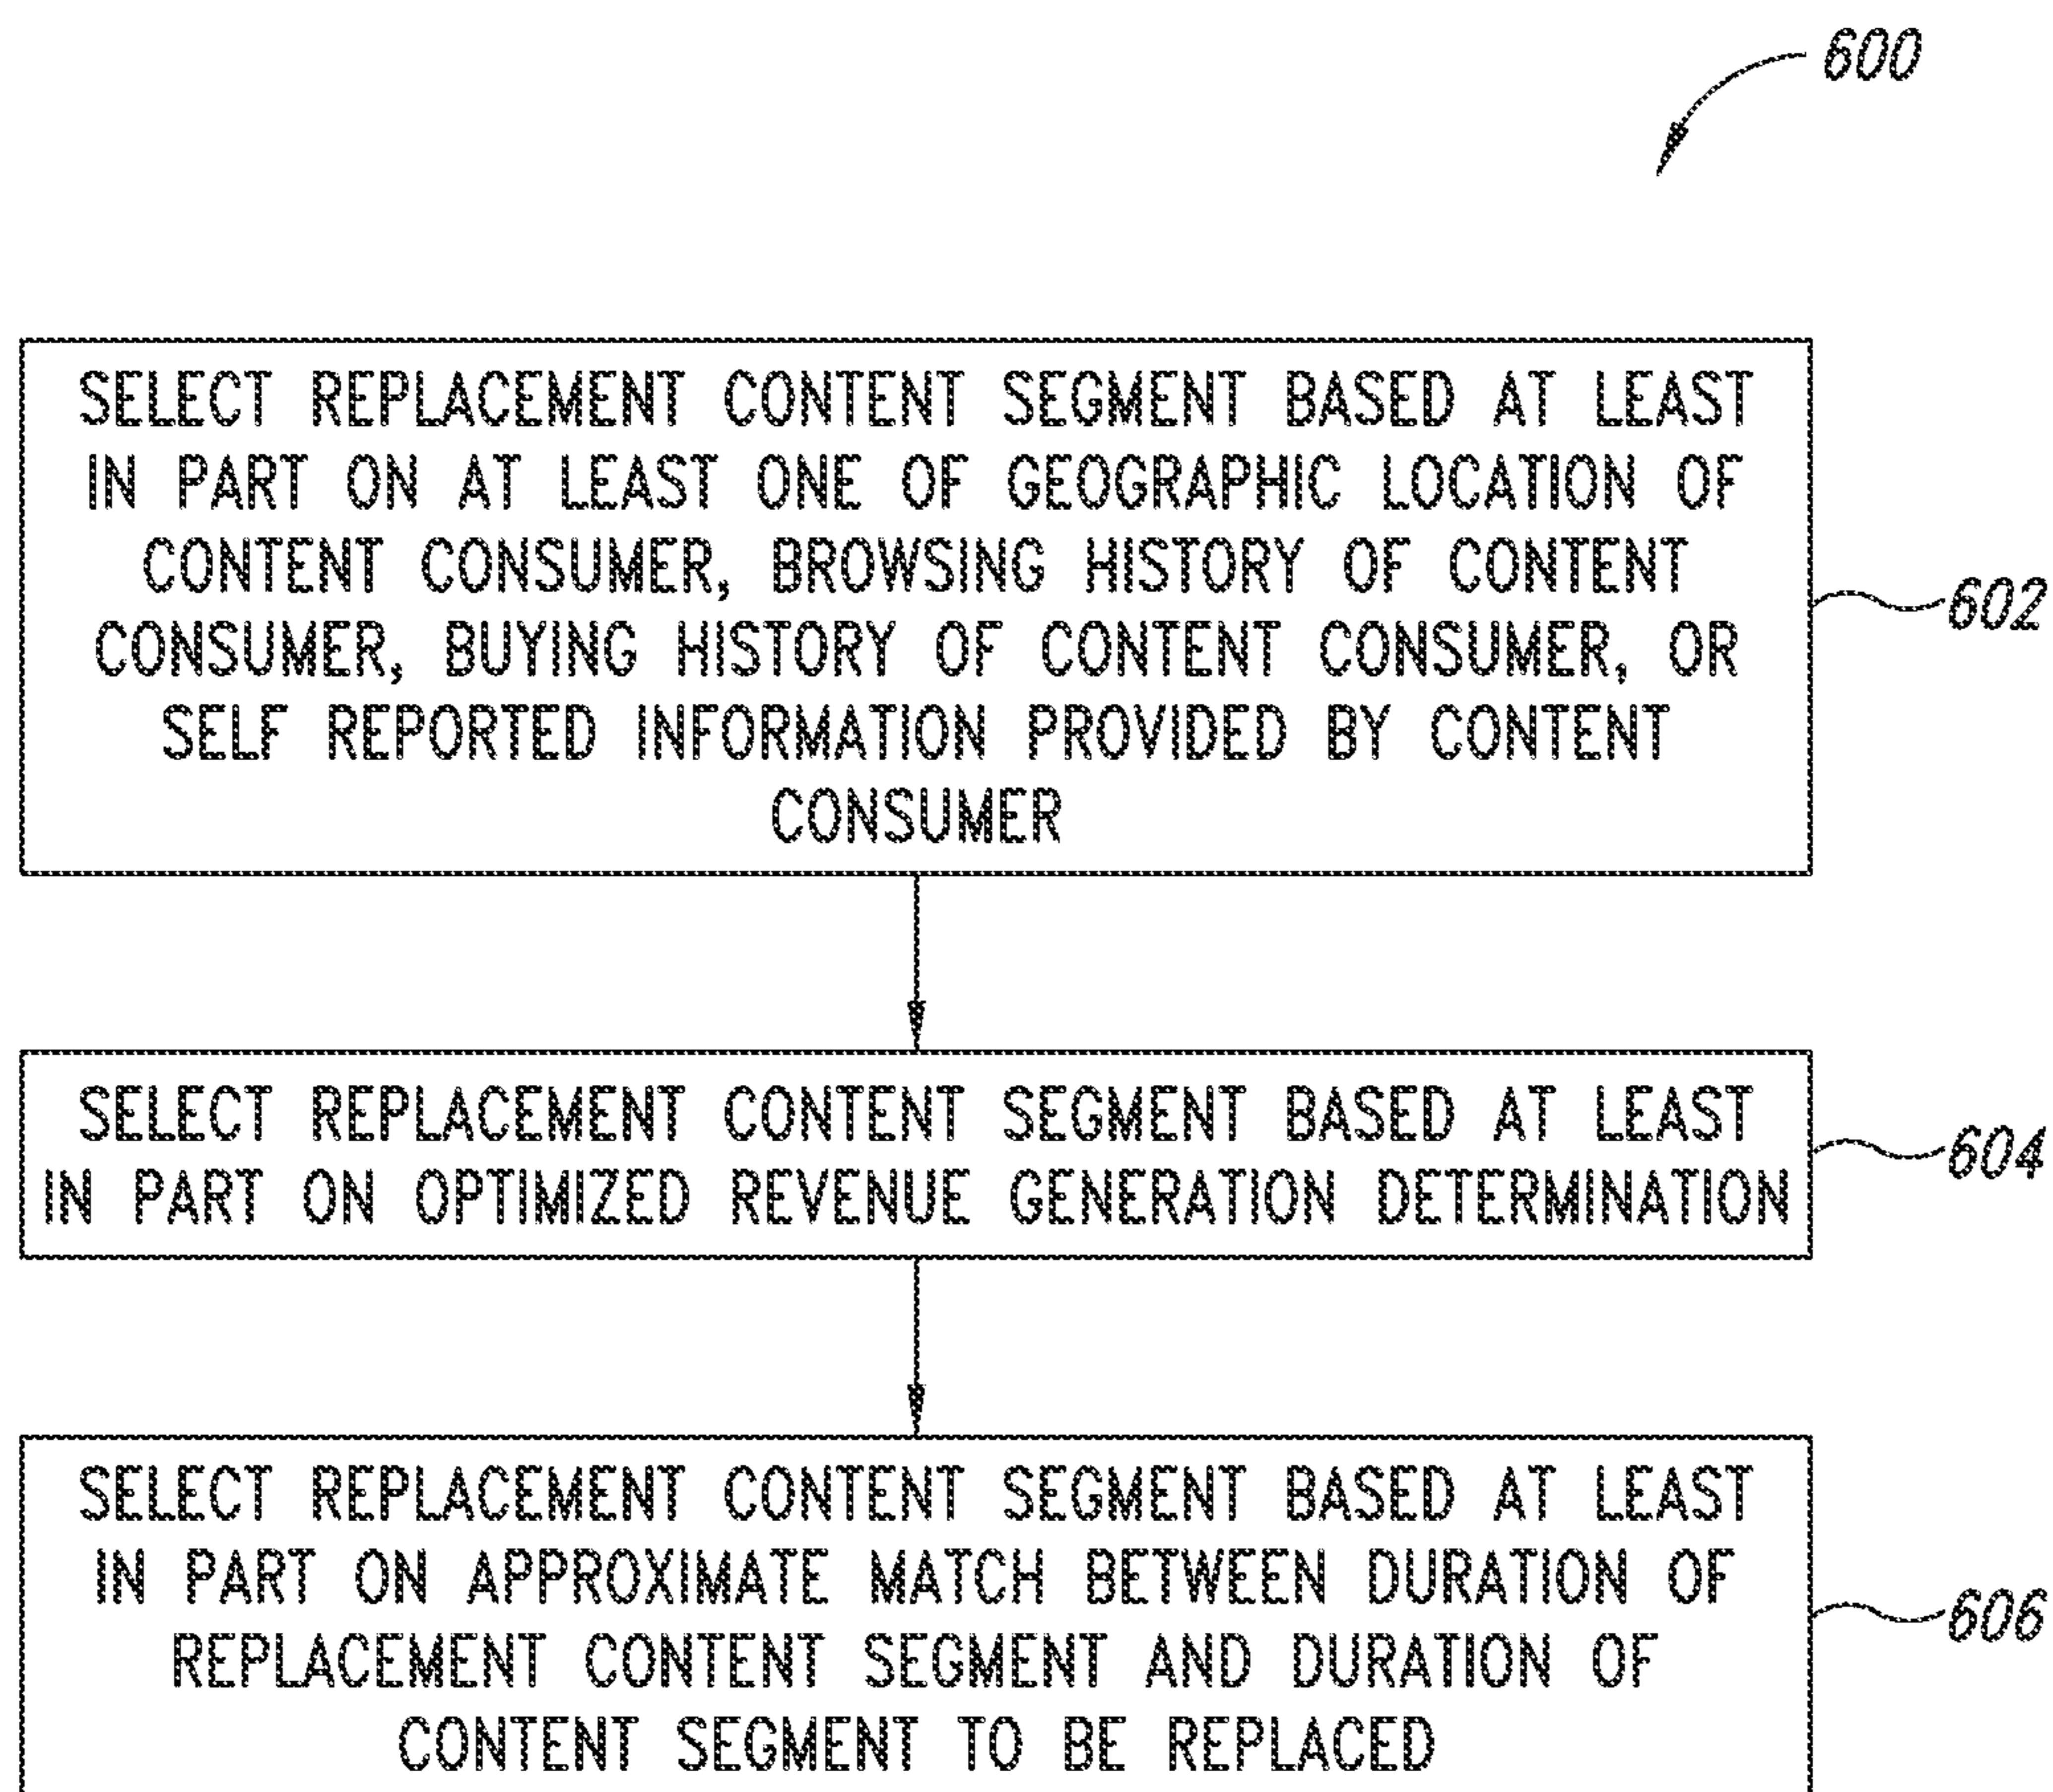 600
SELECT REPLACEMENT CONTENT SEGMENT BASED AT LEAST
IN PART ON AT LEAST ONE OF GEOGRAPHIC LOCATION OF
CONTENT CONSUMER, BROWSING HISTORY OF CONTENT
CONSUMER, BUYING HISTORY OF CONTENT CONSUMER, OR
SELF REPORTED INFORMATION PROVIDED BY CONTENT
CONSUMER
602
SELECT REPLACEMENT CONTENT SEGMENT BASED AT LEAST
IN PART ON OPTIMIZED REVENUE GENERATION DETERMINATION
604
SELECT REPLACEMENT CONTENT SEGMENT BASED AT LEAST
IN PART ON APPROXIMATE MATCH BETWEEN DURATION OF
REPLACEMENT CONTENT SEGMENT AND DURATION OF
CONTENT SEGMENT TO BE REPLACED
606